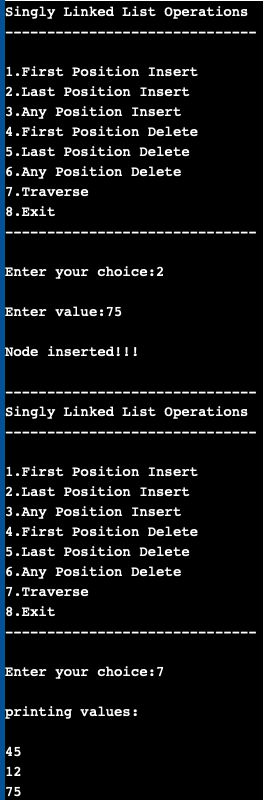 Singly Linked List Operations
------------------------------
1.First Position Insert
2.Last Position Insert
3.Any Position Insert
4.First Position Delete
5.Last Position Delete
6.Any Position Delete
7.Traverse
8.Exit
------------------------------
Enter your choice:2
Enter value:75
Node inserted!!!
------------------------------
Singly Linked List Operations
------------------------------
1.First Position Insert
2.Last Position Insert
3.Any Position Insert
4.First Position Delete
5.Last Position Delete
6.Any Position Delete
7.Traverse
8.Exit
------------------------------
Enter your choice:7
printing values:
45
12
75